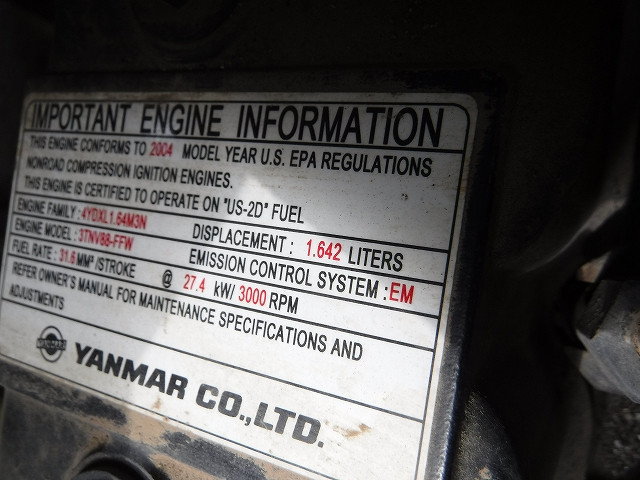 IMPORTANT ENGINE INFORMATION
THIS ENGINE CONFORMS TO 2004 MODEL YEAR U.S. EPA REGULATIONS
NONROAD COMPRESSION IGNITION ENGINES.
THIS ENGINE IS CERTIFIED TO OPERATE ON "US-2D" FUEL
ENGINE FAMILY : 4YDXL1.64M3N DISPLACEMENT : 1.642 LITERS
ENGINE MODEL : 3TNV88-FFW EMISSION CONTROL SYSTEM : EM
FUEL RATE : 31.6 MM³ /STROKE @ 27.4 kW/ 3000 RPM
REFER OWNER'S MANUAL FOR MAINTENANCE SPECIFICATIONS AND
ADJUSTMENTS
YANMAR CO.,LTD.